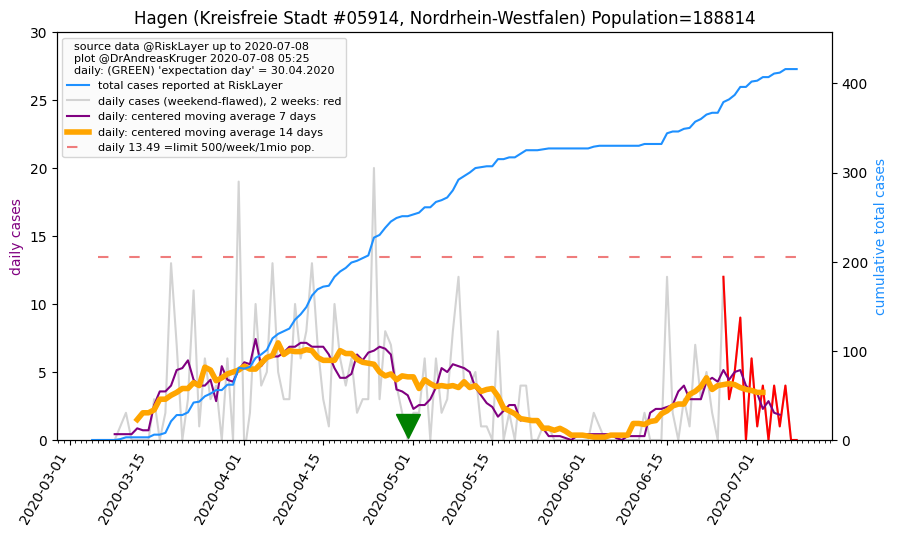 Hagen (Kreisfreie Stadt #05914, Nordrhein-Westfalen) Population=188814
source data @RiskLayer up to 2020-07-08
plot @DrAndreasKruger 2020-07-08 05:25
daily: (GREEN) 'expectation day' = 30.04.2020
total cases reported at RiskLayer
daily cases (weekend-flawed), 2 weeks: red
daily: centered moving average 7 days
daily: centered moving average 14 days
daily 13.49 =limit 500/week/1mio pop.
daily cases
30
25
20
15
10
5
0
cumulative total cases
400
300
200
100
0
2020-03-01
2020-03-15
2020-04-01
2020-04-15
2020-05-01
2020-05-15
2020-06-01
2020-06-15
2020-07-01